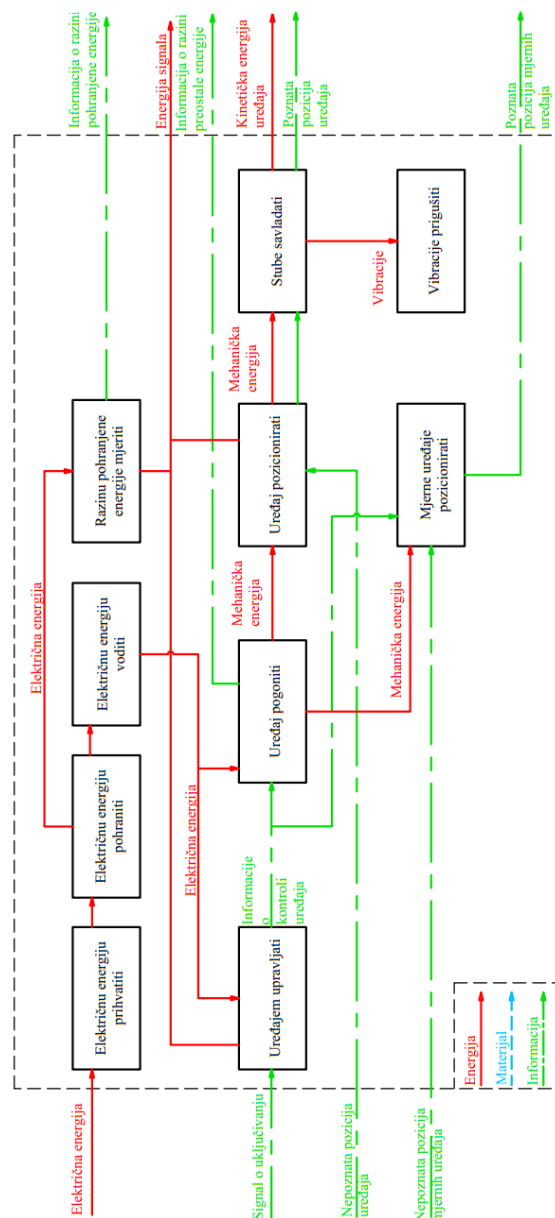 Električna energija
Električnu energiju
prihvatiti
Električnu energiju
pohraniti
Električna energija
Električnu energiju
voditi
Razinu pohranjene
energije mjeriti
Informacija o razini
pohranjene energije
Energija signala
Informacija o razini
preostale energije
Signal o uključivanju
Uređajem upravljati
Električna energija
Informacije
o
kontroli
uređaja
Uređaj pogoniti
Mehanička
energija
Uređaj pozicionirati
Mehanička
energija
Stube savladati
Kinetička energija
uređaja
Poznata
pozicija
uređaja
Vibracije
Vibracije prigušiti
Nepoznata pozicija
uređaja
Mehanička energija
Mjerne uređaje
pozicionirati
Nepoznata pozicija
mjernih uređaja
Poznata
pozicija mjernih
uređaja
Energija
Materijal
Informacija